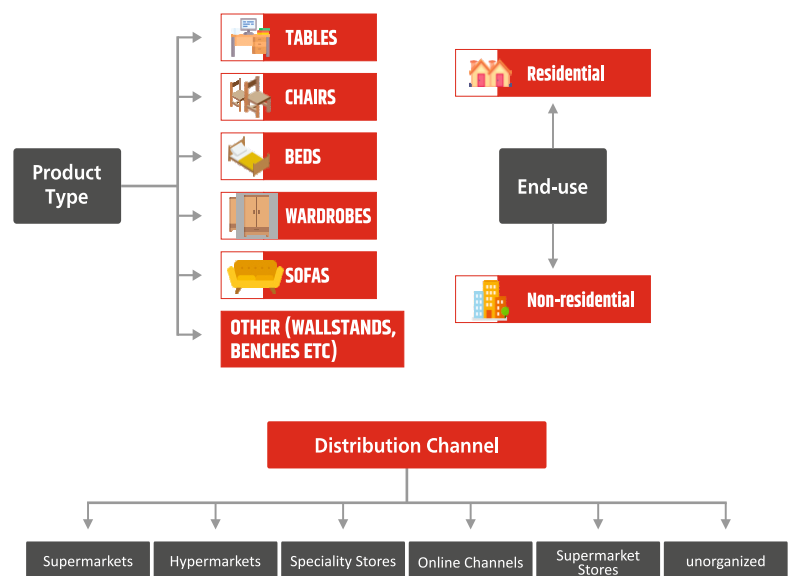 Product
Type
TABLES
CHAIRS
BEDS
WARDROBES
SOFAS
OTHER (WALLSTANDS,
BENCHES ETC)
Residential
End-use
Non-residential
Distribution Channel
Supermarkets
Hypermarkets
Speciality Stores
Online Channels
Supermarket
Stores
unorganized